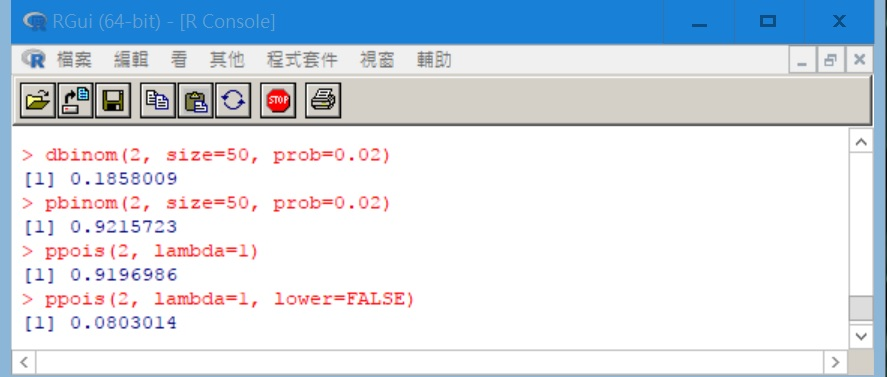 RGui (64-bit) - [R Console]
檔案 編輯 看 其他 程式套件 視窗 輔助
STOP
> dbinom(2, size=50, prob=0.02)
[1] 0.1858009
> pbinom(2, size=50, prob=0.02)
[1] 0.9215723
> ppois(2, lambda=1)
[1] 0.9196986
> ppois(2, lambda=1, lower=FALSE)
[1] 0.0803014